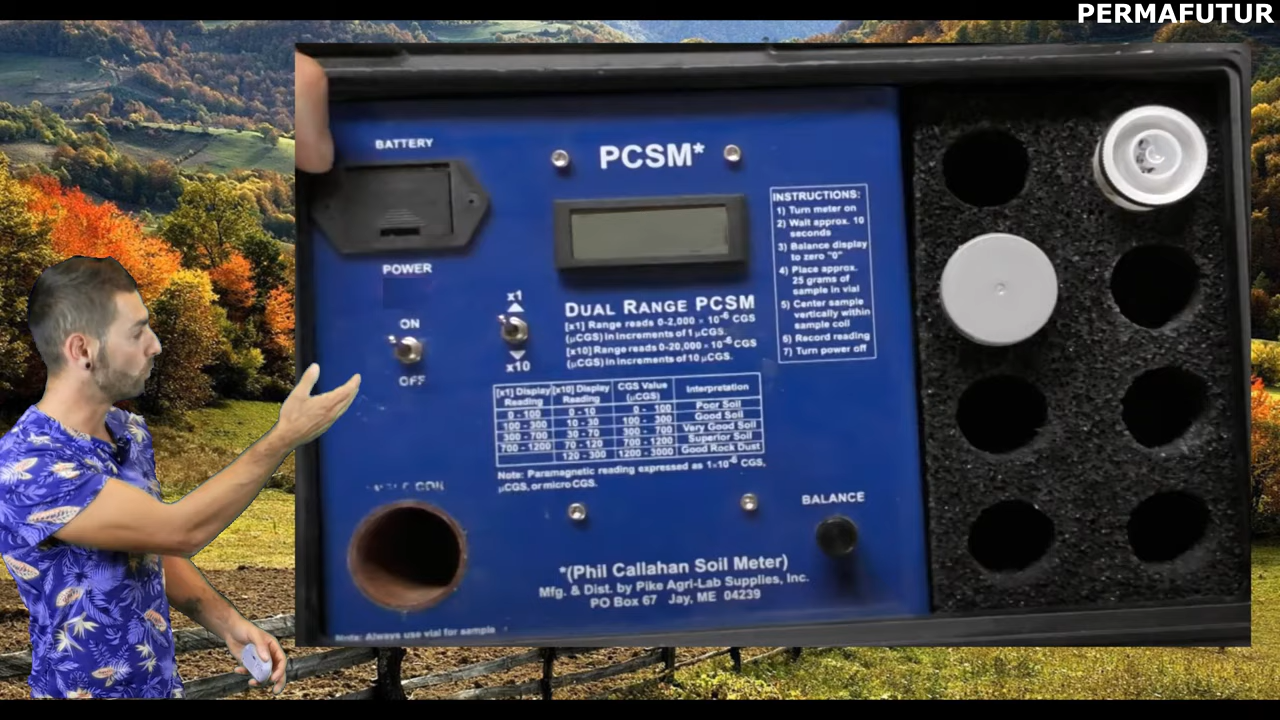 PERMAFUTUR
BATTERY
PCSM*
POWER
ON
OFF
x1
x10
DUAL RANGE PCSM
[x1] Range reads 0-2,000 × 10⁻⁶ CGS
(µCGS) in increments of 1 µCGS.
[x10] Range reads 0-20,000 × 10⁻⁶ CGS
(µCGS) in increments of 10 µCGS.
INSTRUCTIONS:
1) Turn meter on
2) Wait approx. 10
seconds
3) Balance display
to zero "0"
4) Place approx.
25 grams of
sample in vial
5) Center sample
vertically within
sample coil
6) Record reading
7) Turn power off
[x1] Display Reading [x10] Display Reading CGS Value (µCGS) Interpretation
0 - 100 0 - 10 0 - 100 Poor Soil
100 - 300 10 - 30 100 - 300 Good Soil
300 - 700 30 - 70 300 - 700 Very Good Soil
700 - 1200 70 - 120 700 - 1200 Superior Soil
120 - 300 1200 - 3000 Good Rock Dust
Note: Paramagnetic reading expressed as 1×10⁻⁶ CGS,
µCGS, or micro CGS.
COIL
BALANCE
*(Phil Callahan Soil Meter)
Mfg. & Dist. by Pike Agri-Lab Supplies, Inc.
PO Box 67 Jay, ME 04239
Note: Always use vial for sample